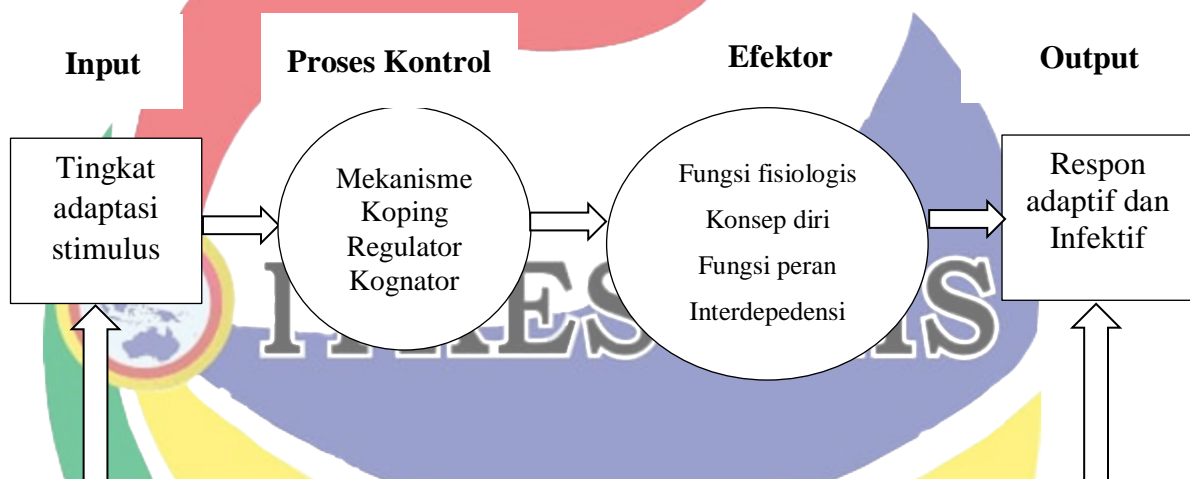 Input
Proses Kontrol
Efektor
Output
Tingkat
adaptasi
stimulus
Mekanisme
Koping
Regulator
Kognator
Fungsi fisiologis
Konsep diri
Fungsi peran
Interdepedensi
Respon
adaptif dan
Infektif